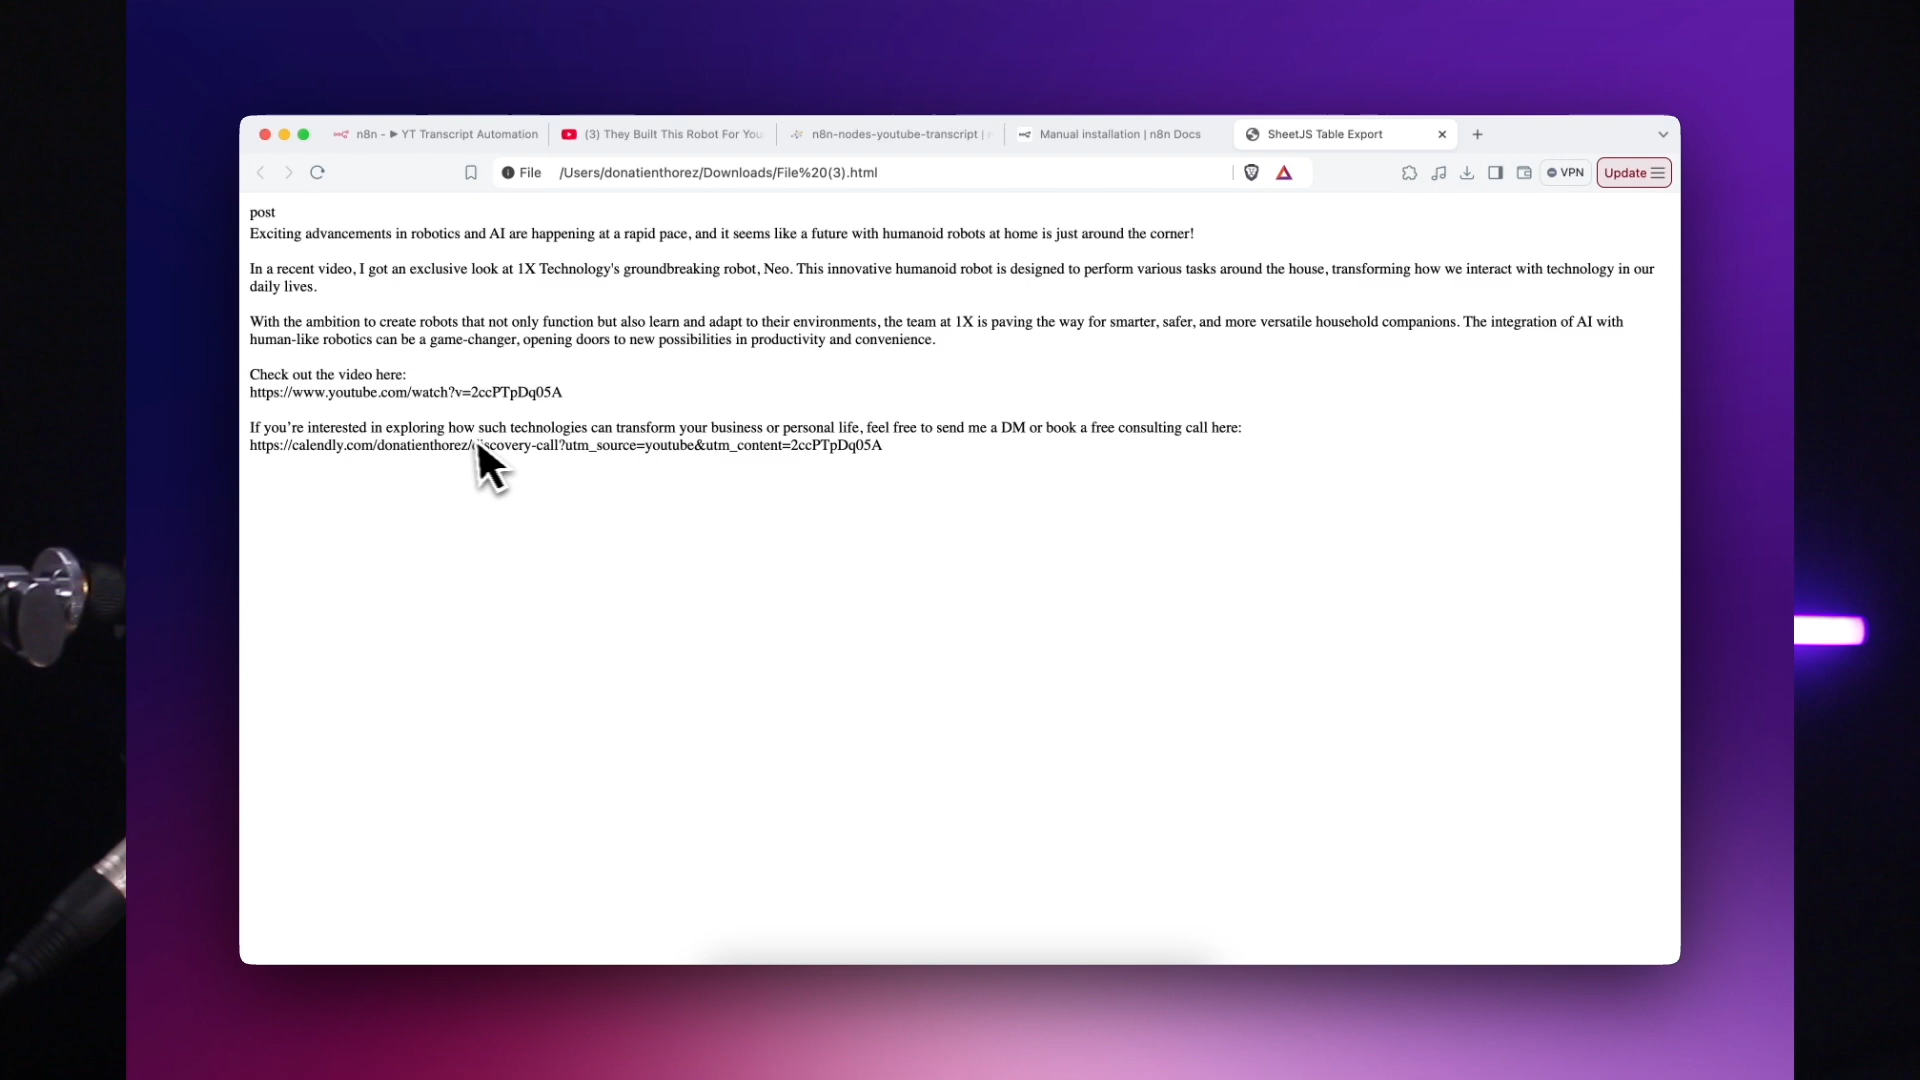 n8n - ▶ YT Transcript Automation
(3) They Built This Robot For You
n8n-nodes-youtube-transcript |
Manual installation | n8n Docs
SheetJS Table Export
File /Users/donatienthorez/Downloads/File%20(3).html
VPN
Update
post
Exciting advancements in robotics and AI are happening at a rapid pace, and it seems like a future with humanoid robots at home is just around the corner!
In a recent video, I got an exclusive look at 1X Technology's groundbreaking robot, Neo. This innovative humanoid robot is designed to perform various tasks around the house, transforming how we interact with technology in our
daily lives.
With the ambition to create robots that not only function but also learn and adapt to their environments, the team at 1X is paving the way for smarter, safer, and more versatile household companions. The integration of AI with
human-like robotics can be a game-changer, opening doors to new possibilities in productivity and convenience.
Check out the video here:
https://www.youtube.com/watch?v=2ccPTpDq05A
If you’re interested in exploring how such technologies can transform your business or personal life, feel free to send me a DM or book a free consulting call here:
https://calendly.com/donatienthorez/discovery-call?utm_source=youtube&utm_content=2ccPTpDq05A